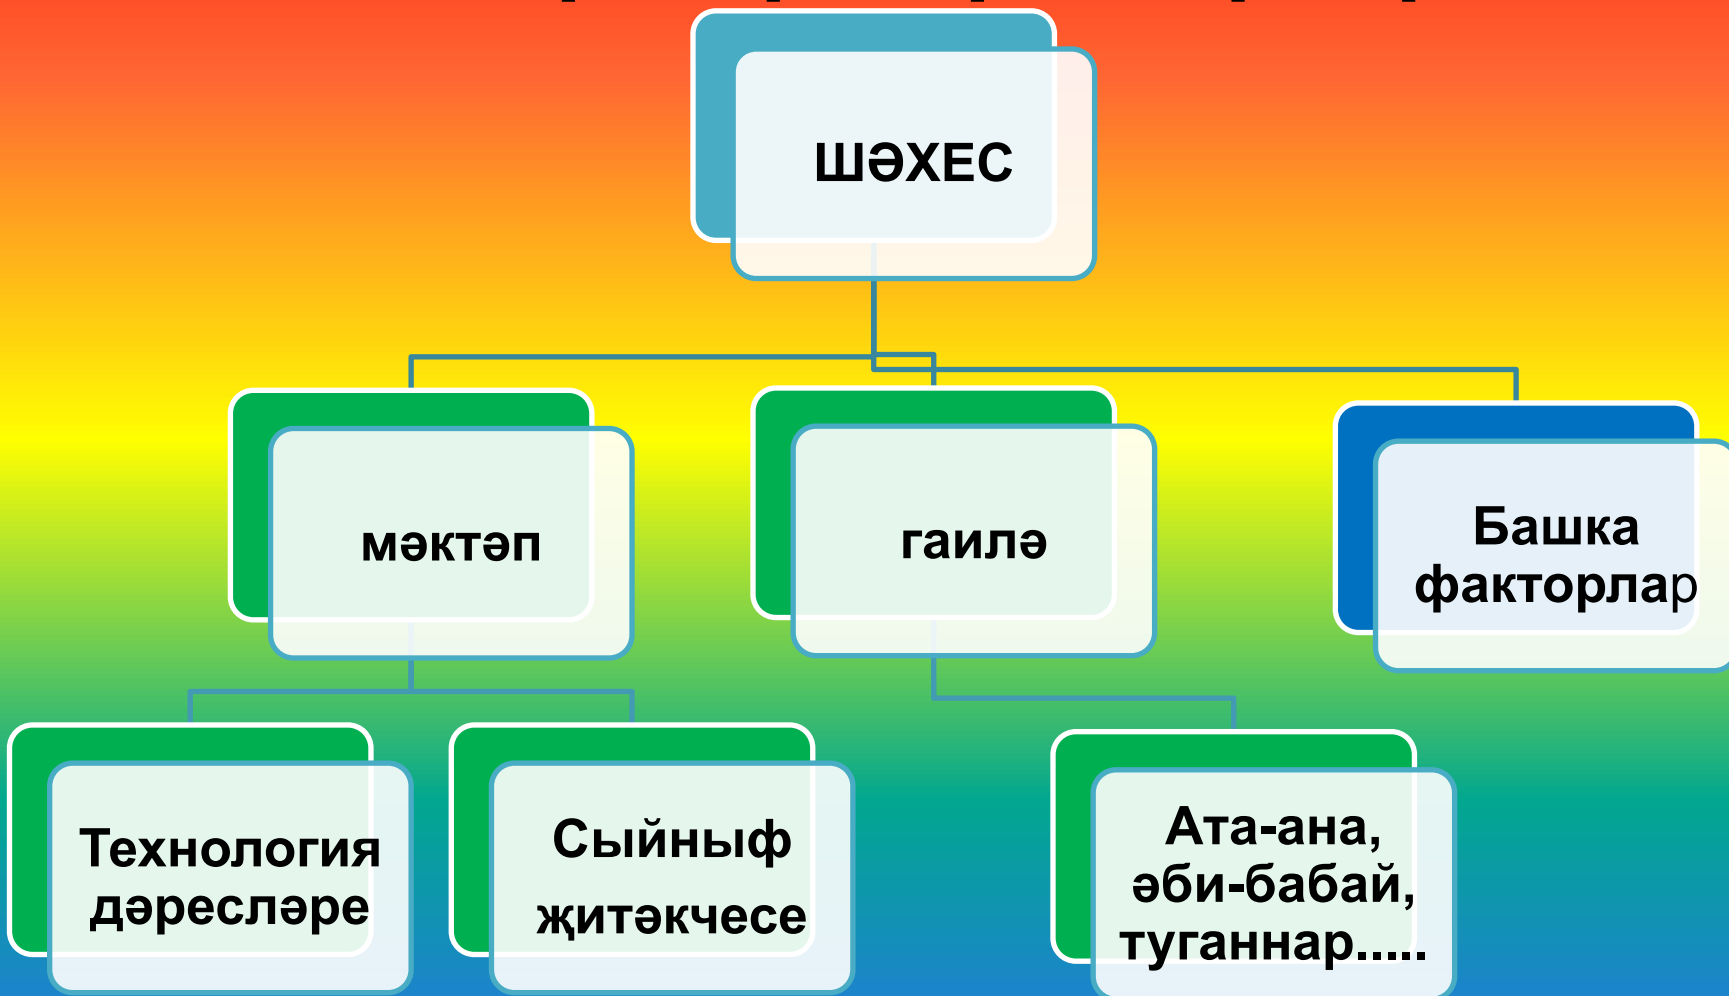 ШӘХЕС
мәктәп
гаилә
Башка
факторлар
Технология
дәресләре
Сыйныф
җитәкчесе
Ата-ана,
әби-бабай,
туганнар.....